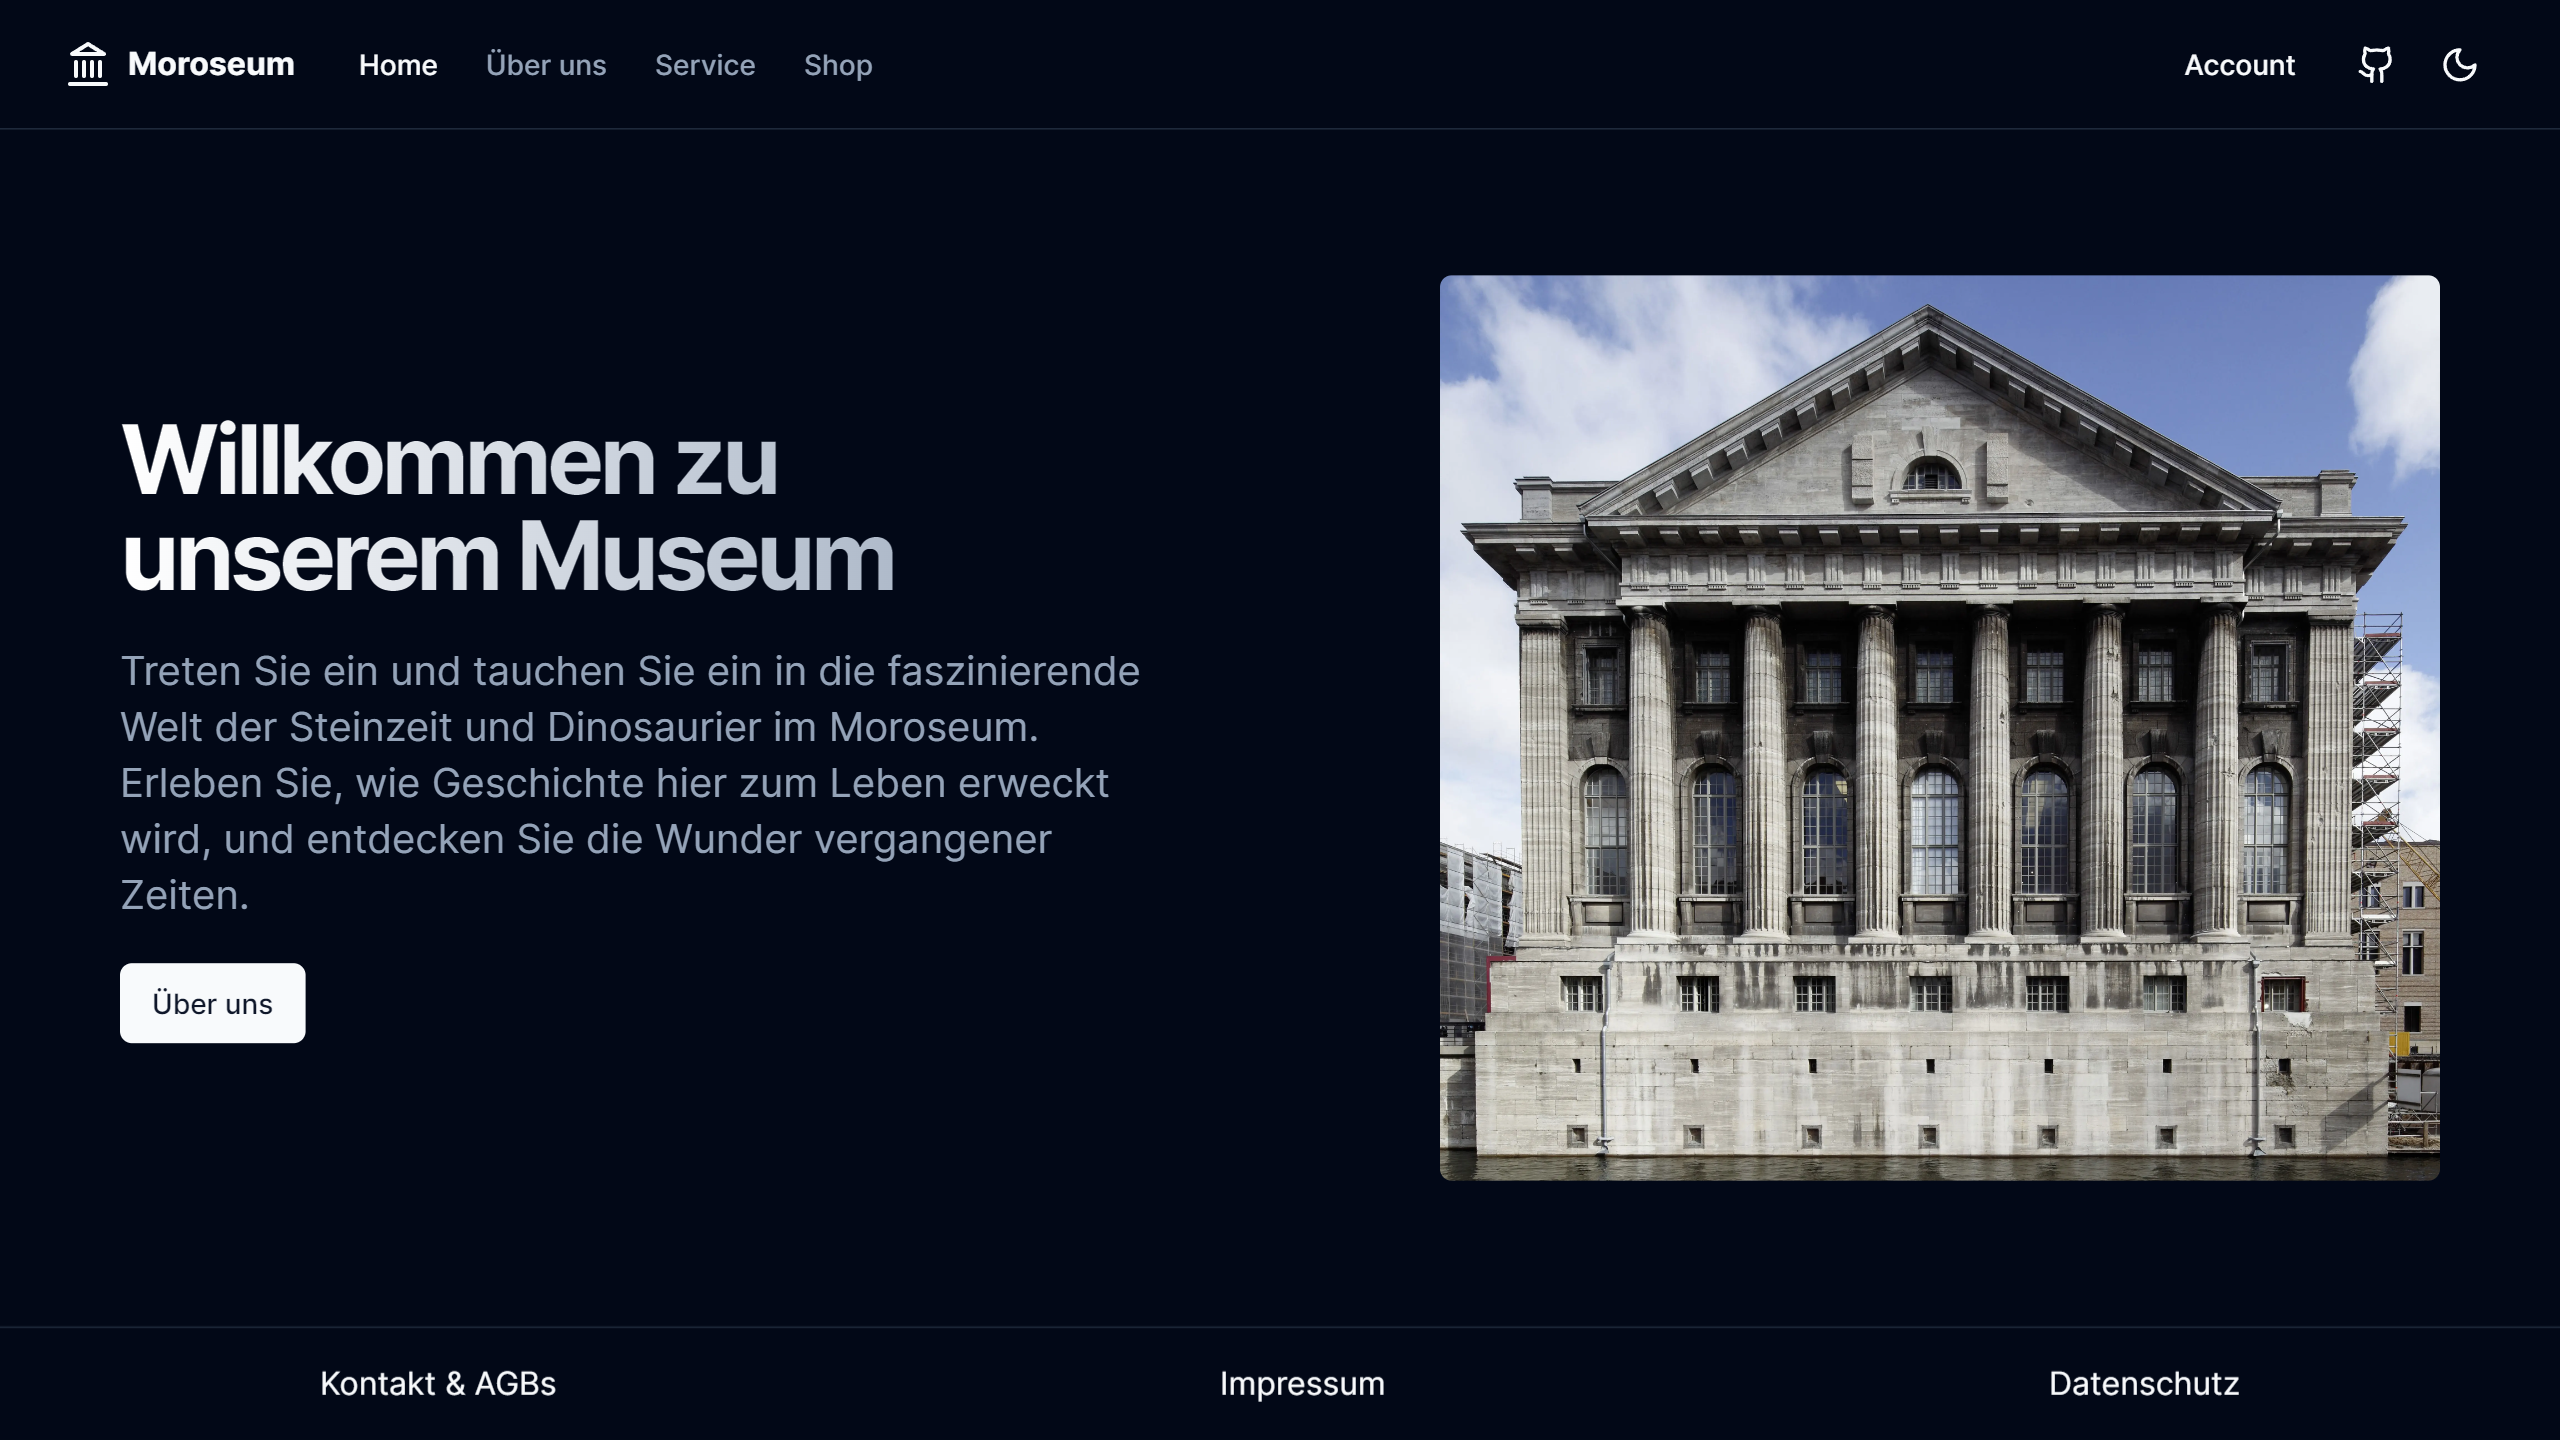 Moroseum
Home
Über uns
Service
Shop
Account
Willkommen zu
unserem Museum
Treten Sie ein und tauchen Sie ein in die faszinierende
Welt der Steinzeit und Dinosaurier im Moroseum.
Erleben Sie, wie Geschichte hier zum Leben erweckt
wird, und entdecken Sie die Wunder vergangener
Zeiten.
Über uns
Kontakt & AGBs
Impressum
Datenschutz